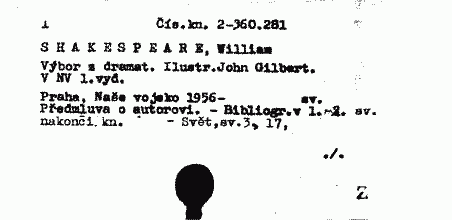 1 Čís.kn. 2-360.281
SHAKESPEARE, William
Výbor z dramat. Ilustr.John Gilbert.
V NV 1.vyd.
Praha, Naše vojsko 1956- sv.
Předmluva o autorovi. - Bibliogr.v 1.-2. sv.
nakonci kn. - Svět,sv.3, 17,
./.
Z